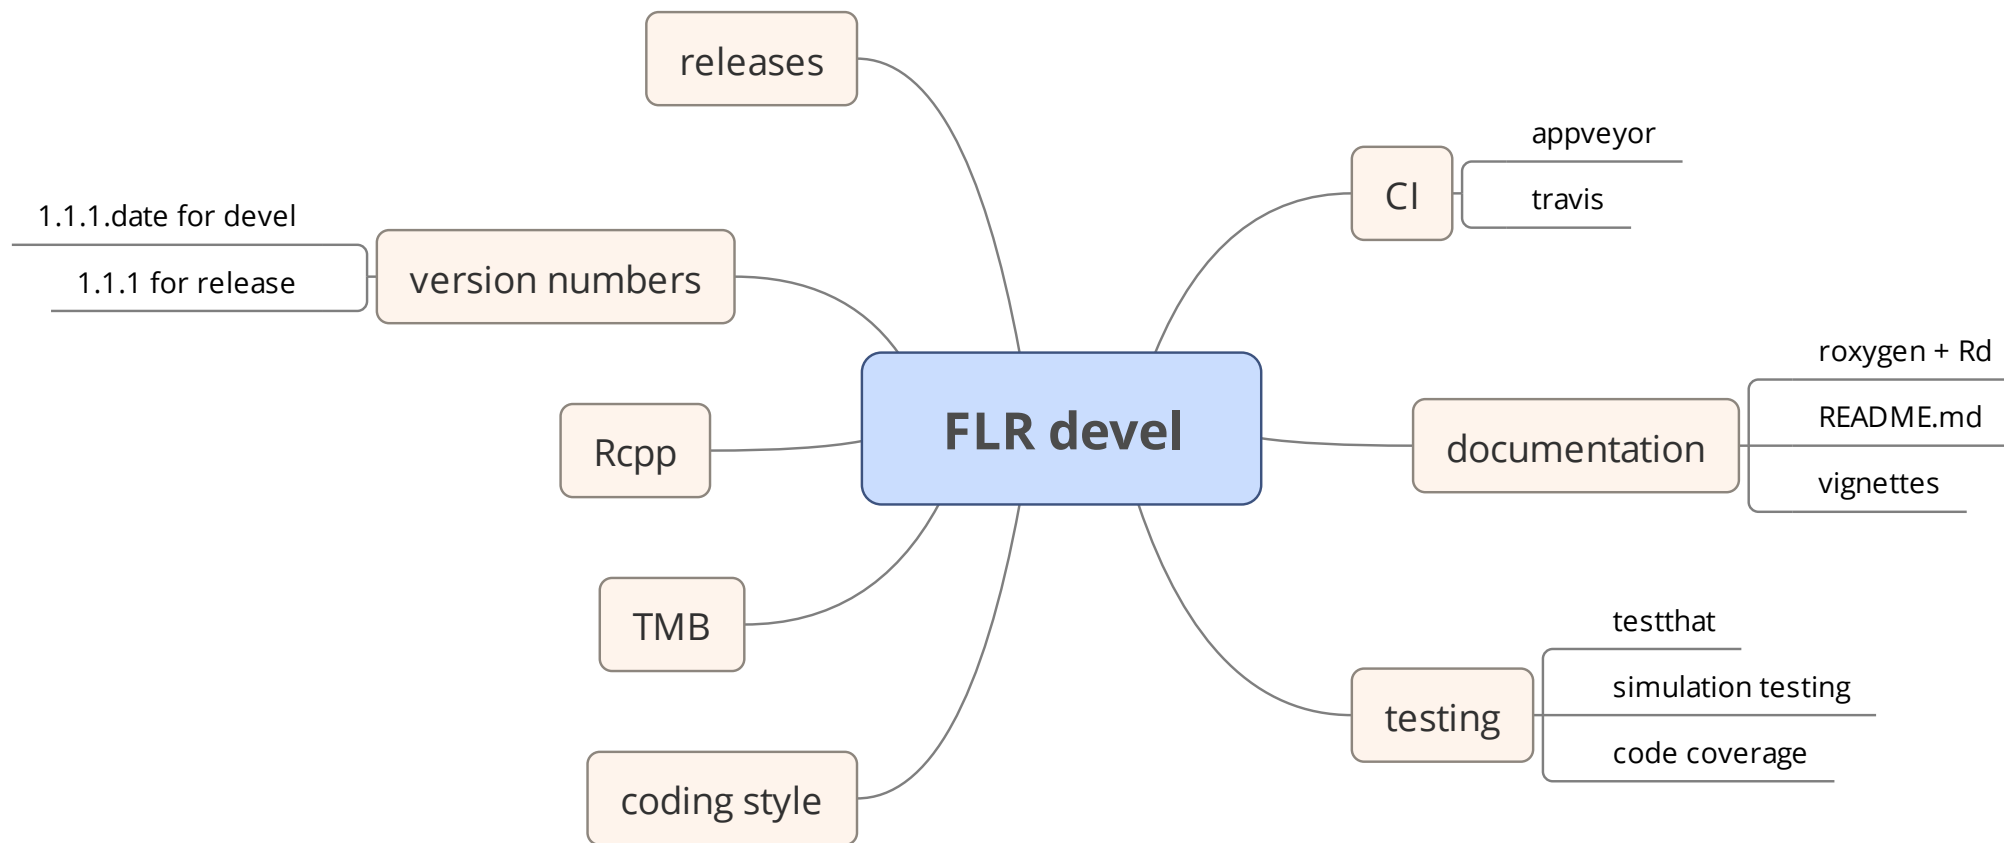 releases
1.1.1.date for devel
1.1.1 for release
version numbers
Rcpp
TMB
coding style
FLR devel
CI
appveyor
travis
documentation
roxygen + Rd
README.md
vignettes
testing
testthat
simulation testing
code coverage